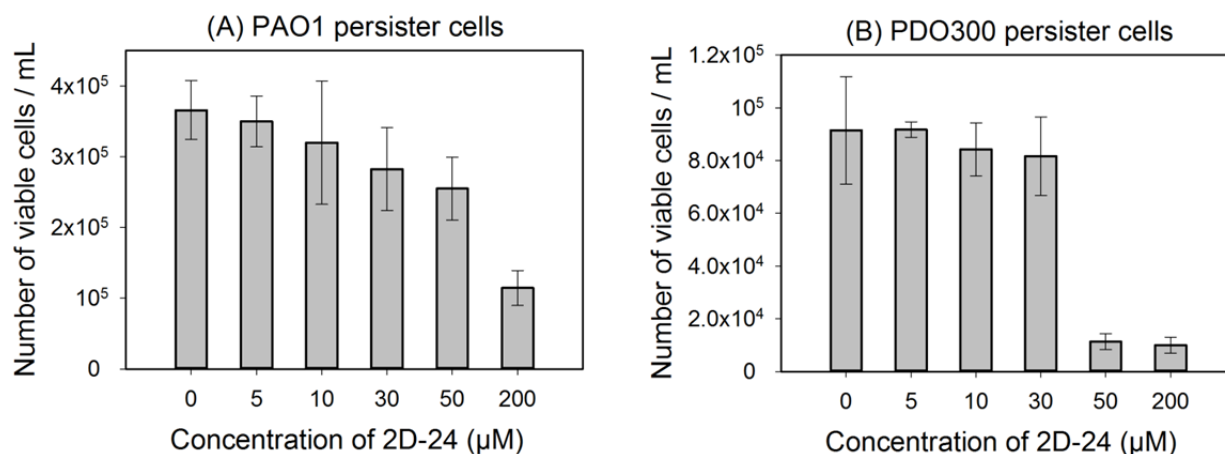 (A) PAO1 persister cells
Number of viable cells / mL
4x10⁵
3x10⁵
2x10⁵
10⁵
0
0 5 10 30 50 200
Concentration of 2D-24 (µM)
(B) PDO300 persister cells
Number of viable cells / mL
1.2x10⁵
10⁵
8.0x10⁴
6.0x10⁴
4.0x10⁴
2.0x10⁴
0
0 5 10 30 50 200
Concentration of 2D-24 (µM)